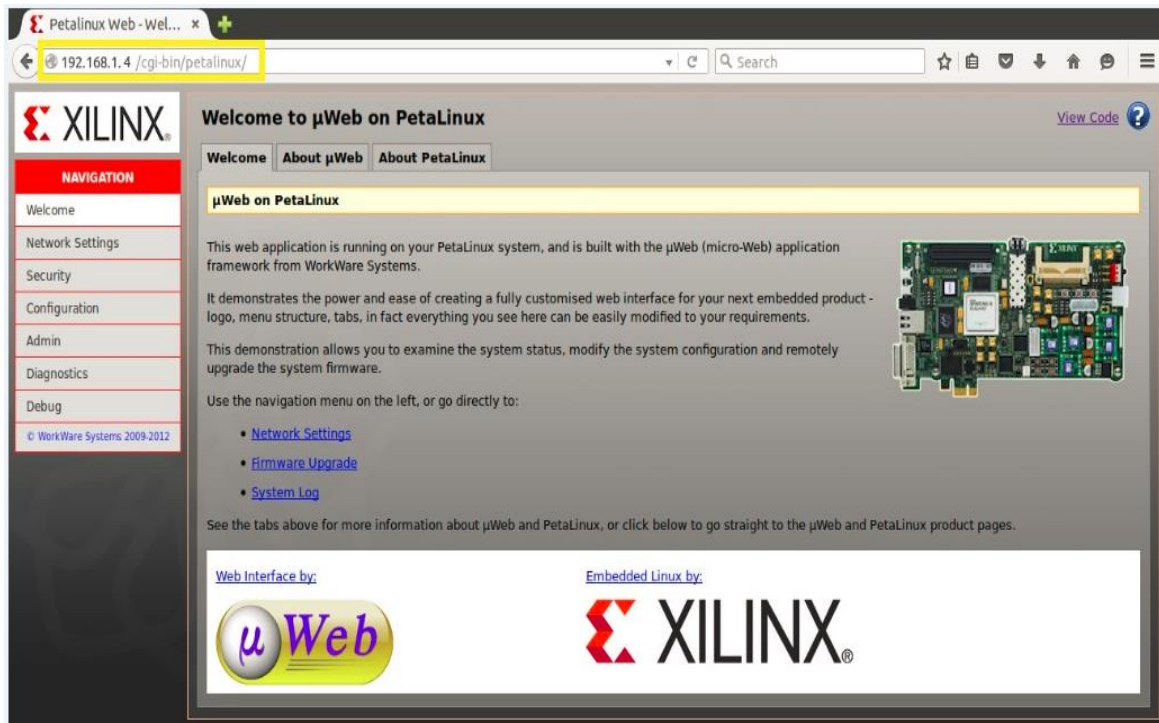 Petalinux Web - Wel...
192.168.1.4 /cgi-bin/petalinux/
Search
XILINX®
NAVIGATION
Welcome
Network Settings
Security
Configuration
Admin
Diagnostics
Debug
© WorkWare Systems 2009-2012
Welcome to µWeb on PetaLinux
View Code
?
Welcome About µWeb About PetaLinux
µWeb on PetaLinux
This web application is running on your PetaLinux system, and is built with the µWeb (micro-Web) application
framework from WorkWare Systems.
It demonstrates the power and ease of creating a fully customised web interface for your next embedded product -
logo, menu structure, tabs, in fact everything you see here can be easily modified to your requirements.
This demonstration allows you to examine the system status, modify the system configuration and remotely
upgrade the system firmware.
Use the navigation menu on the left, or go directly to:
• Network Settings
• Firmware Upgrade
• System Log
See the tabs above for more information about µWeb and PetaLinux, or click below to go straight to the µWeb and PetaLinux product pages.
Web Interface by:
µWeb
Embedded Linux by:
XILINX®